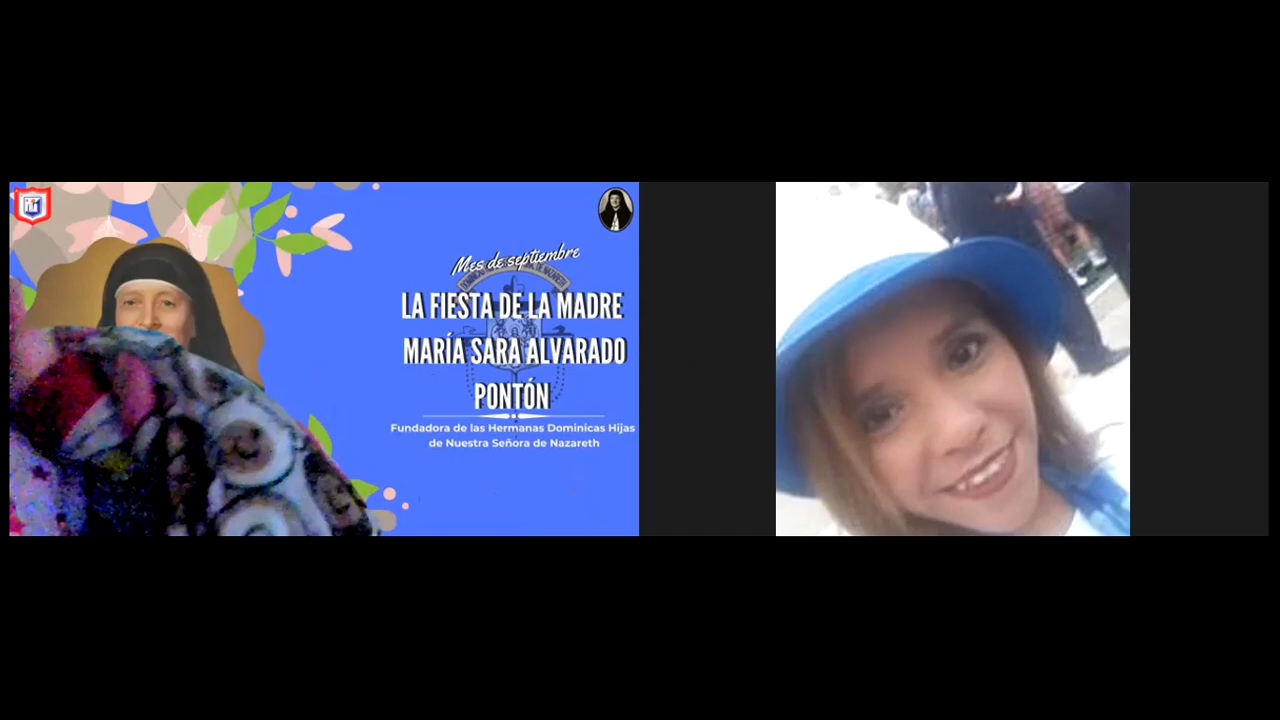 Mes de septiembre
LA FIESTA DE LA MADRE
MARÍA SARA ALVARADO
PONTÓN
Fundadora de las Hermanas Dominicas Hijas
de Nuestra Señora de Nazareth